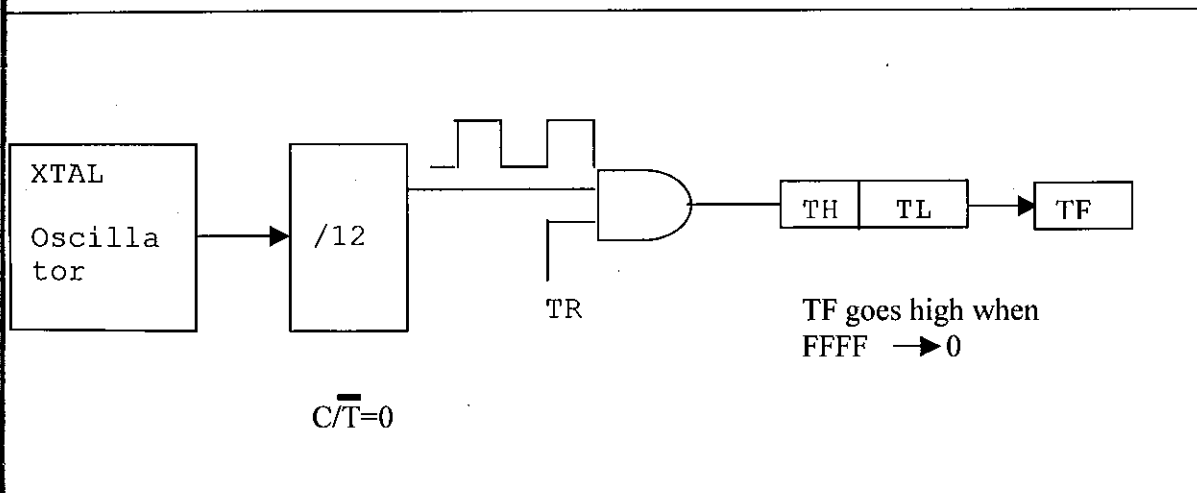 XTAL
Oscilla
tor
/12
TR
TH
TL
TF
TF goes high when
FFFF → 0
C/T̅=0